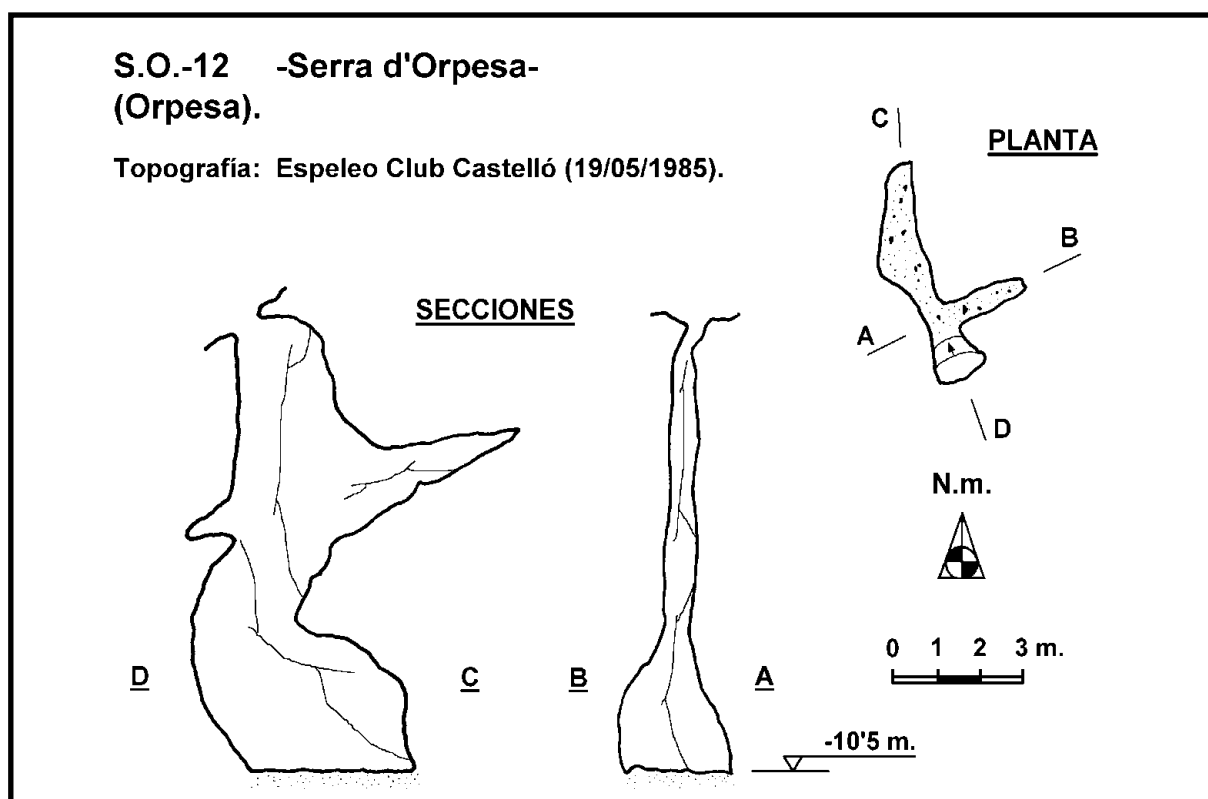 S.O.-12 -Serra d'Orpesa-
(Orpesa).
Topografía: Espeleo Club Castelló (19/05/1985).
C
PLANTA
B
A
D
SECCIONES
N.m.
0 1 2 3 m.
D
C
B
A
-10'5 m.